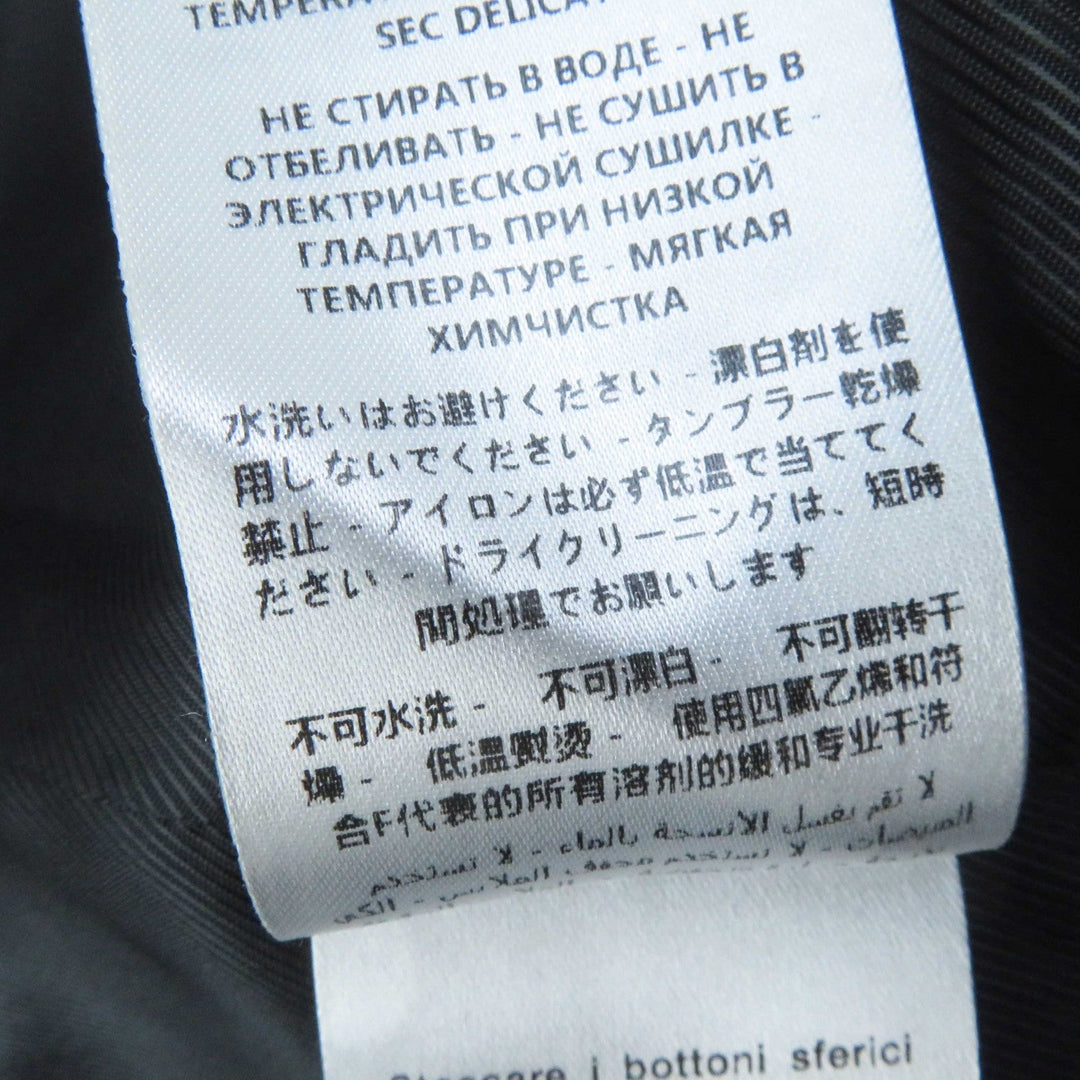 SEC
НЕ СТИРАТЬ В ВОДЕ - НЕ
ОТБЕЛИВАТЬ - НЕ СУШИТЬ В
ЭЛЕКТРИЧЕСКОЙ СУШИЛКЕ -
ГЛАДИТЬ ПРИ НИЗКОЙ
ТЕМПЕРАТУРЕ - МЯГКАЯ
ХИМЧИСТКА
水洗いはお避けください - 漂白剤を使
用しないでください - タンブラー乾燥
禁止 - アイロンは必ず低温で当ててく
ださい - ドライクリーニングは、短時
間処理でお願いします
不可水洗 - 不可漂白 - 不可翻转干
燥 - 低温熨烫 - 使用四氯乙烯和符
合F代表的所有溶剂的缓和专业干洗
i bottoni sferici